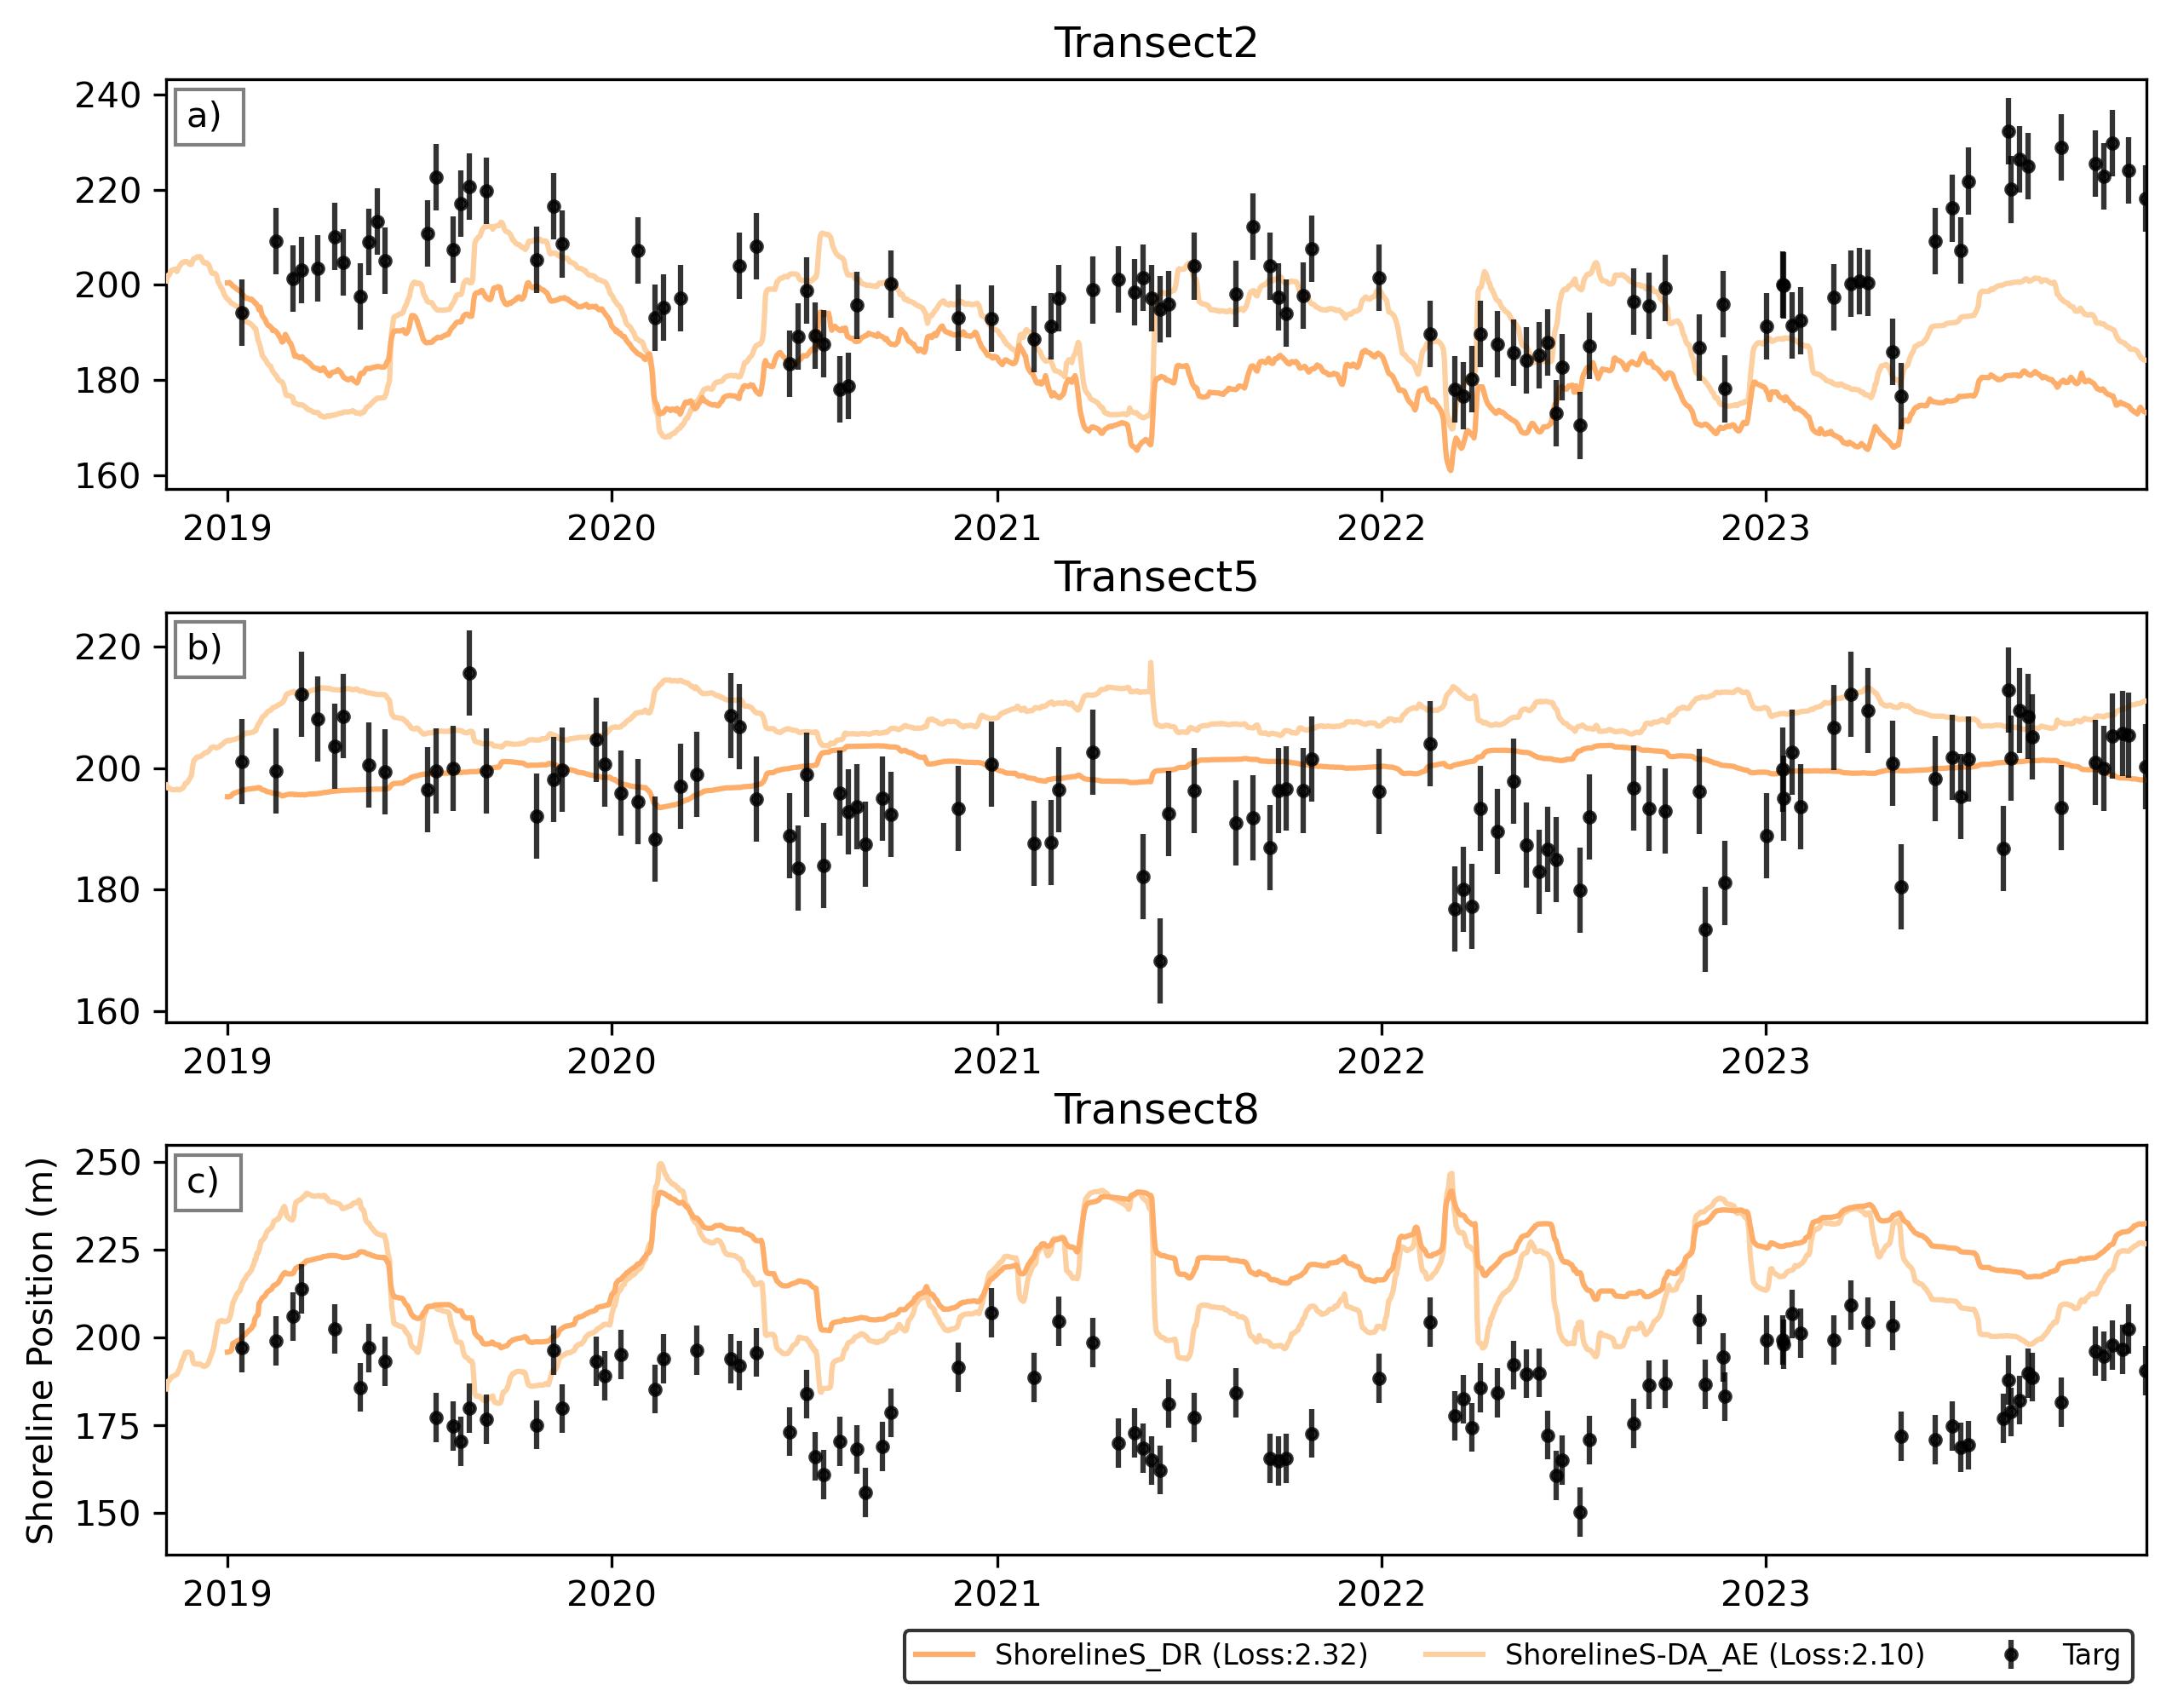 Transect2
a)
240
220
200
180
160
2019 2020 2021 2022 2023
Transect5
b)
220
200
180
160
2019 2020 2021 2022 2023
Transect8
c)
Shoreline Position (m)
250
225
200
175
150
2019 2020 2021 2022 2023
ShorelineS_DR (Loss:2.32) ShorelineS-DA_AE (Loss:2.10) Targ